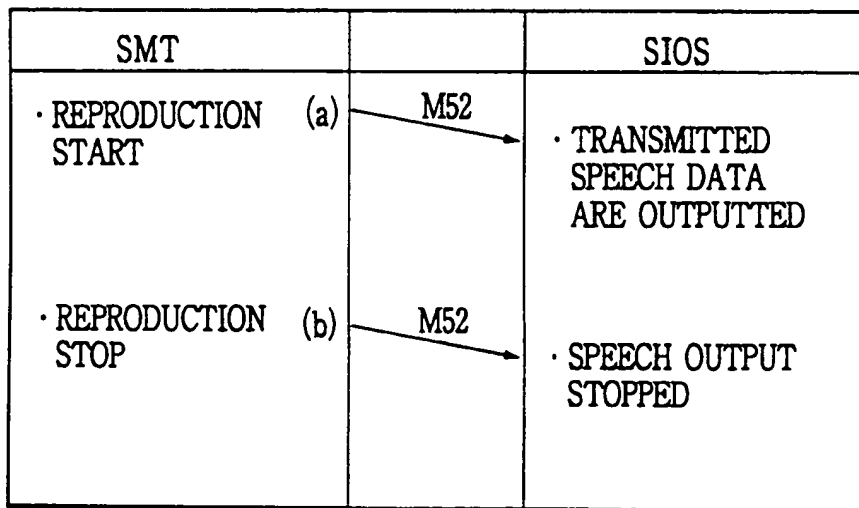 SMT
SIOS
· REPRODUCTION (a)
START
M52
· TRANSMITTED
SPEECH DATA
ARE OUTPUTTED
· REPRODUCTION (b)
STOP
M52
· SPEECH OUTPUT
STOPPED